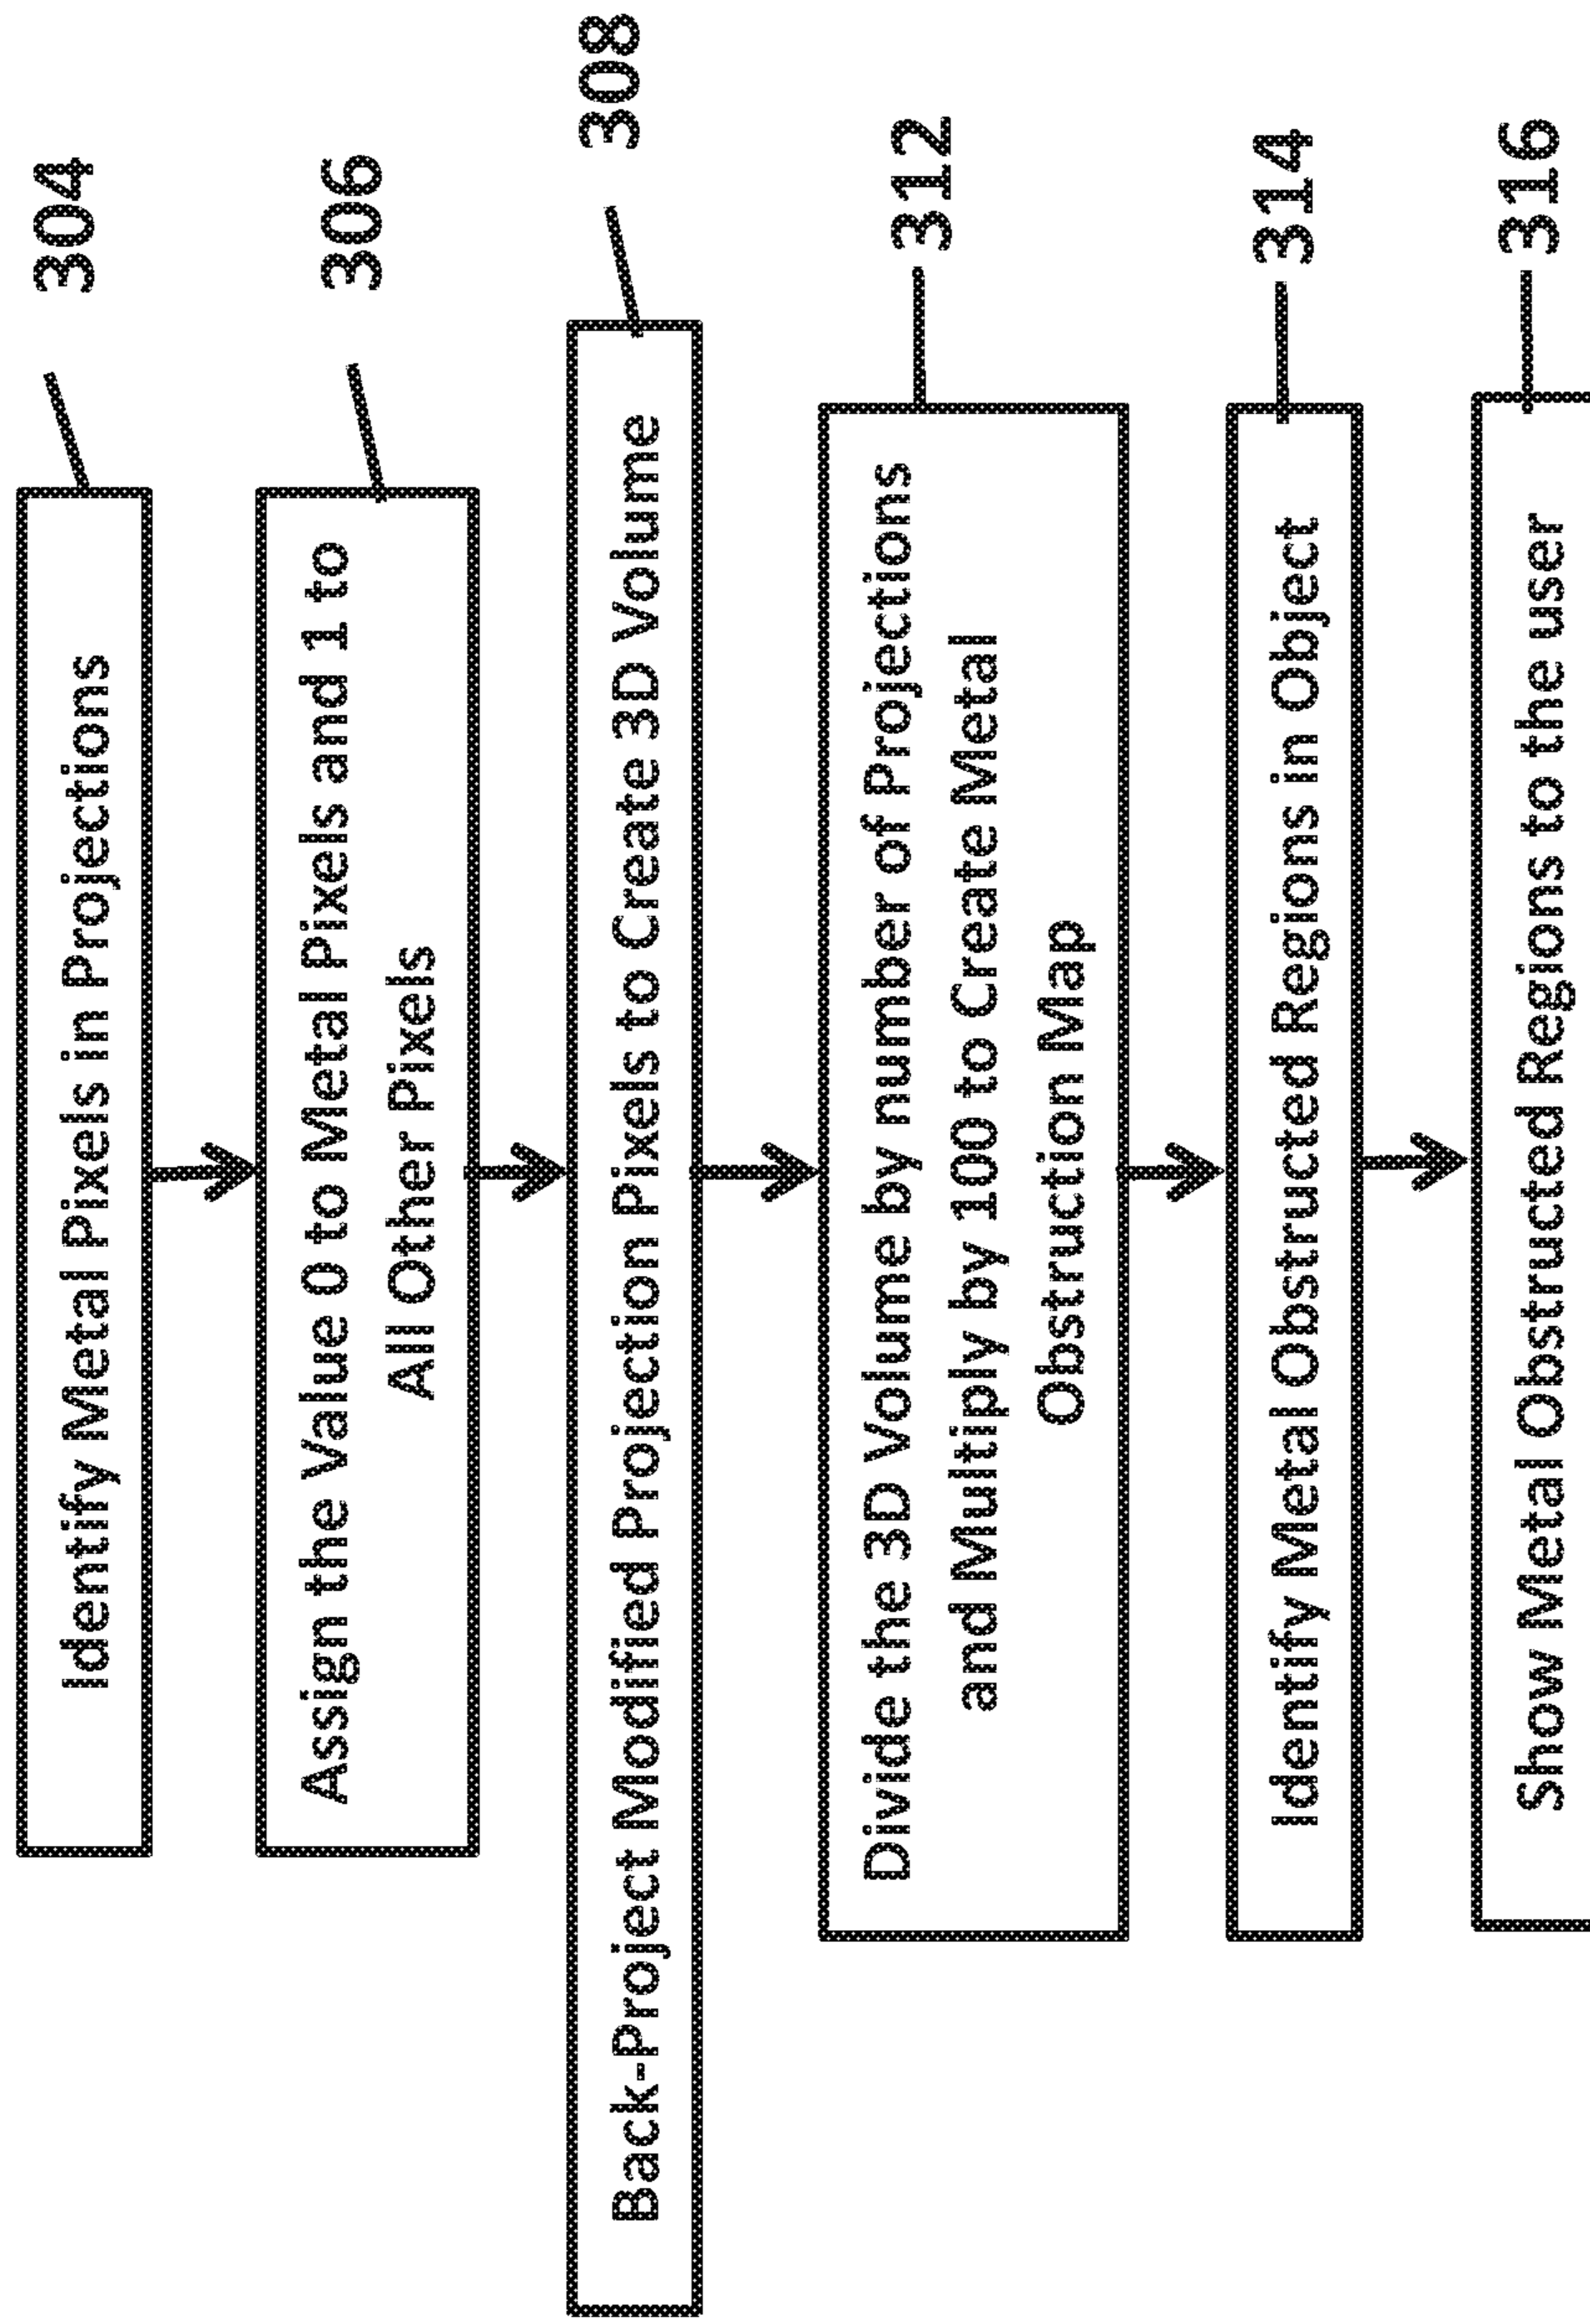 304
Identify Metal Pixels in Projections
306
Assign the Value 0 to Metal Pixels and 1 to
All Other Pixels
308
Back-Project Modified Projection Pixels to Create 3D Volume
312
Divide the 3D Volume by number of Projections
and Multiply by 100 to Create Metal
Obstruction Map
314
Identify Metal Obstructed Regions in Object
316
Show Metal Obstructed Regions to the user